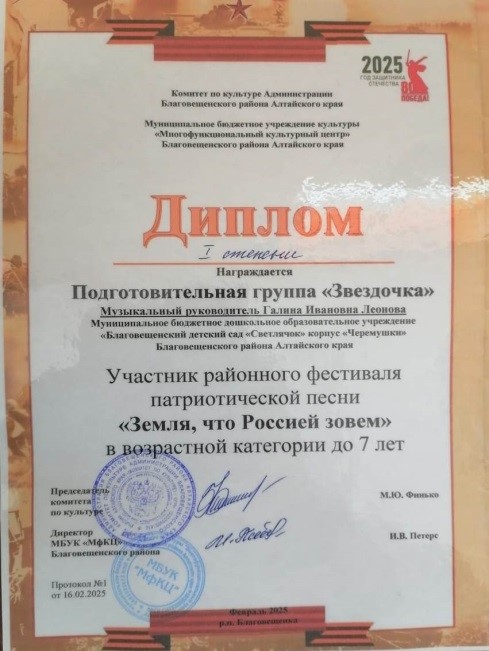 2025
ГОД ЗАЩИТНИКА
ОТЕЧЕСТВА
80
ПОБЕДА!
Комитет по культуре Администрации
Благовещенского района Алтайского края
Муниципальное бюджетное учреждение культуры
«Многофункциональный культурный центр»
Благовещенского района Алтайского края
Диплом
I степени
Награждается
Подготовительная группа «Звездочка»
Музыкальный руководитель Галина Ивановна Леонова
Муниципальное бюджетное дошкольное образовательное учреждение
«Благовещенский детский сад «Светлячок» корпус «Черемушки»
Благовещенского района Алтайского края
Участник районного фестиваля
патриотической песни
«Земля, что Россией зовем»
в возрастной категории до 7 лет
Председатель
комитета
по культуре
М.Ю. Финько
Директор
МБУК «МфКЦ»
Благовещенского района
И.В. Петерс
МБУК
"МфКЦ"
Протокол №1
от 16.02.2025
Февраль 2025
р.п. Благовещенка